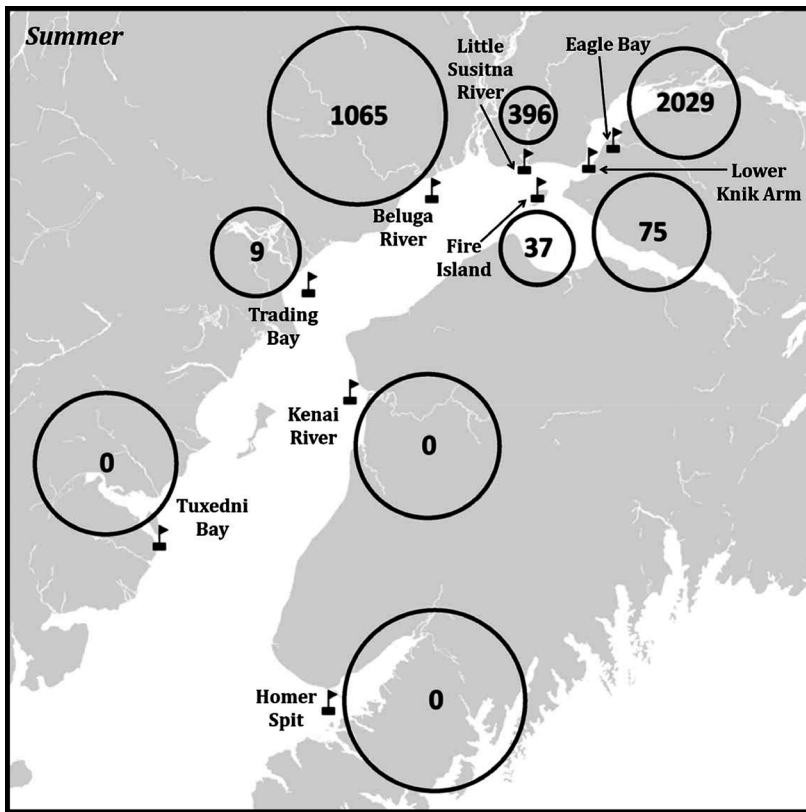 Summer
Little
Susitna
River
Eagle Bay
1065
396
2029
Lower
Knik Arm
Beluga
River
Fire
Island
37
75
9
Trading
Bay
Kenai
River
0
0
Tuxedni
Bay
Homer
Spit
0